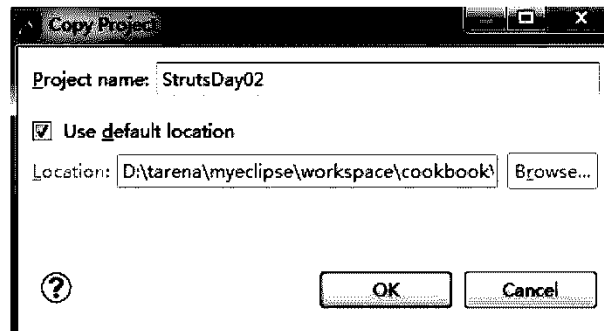 Copy Project
Project name: StrutsDay02
Use default location
Location: D:\tarena\myeclipse\workspace\cookbook\ Browse...
? OK Cancel